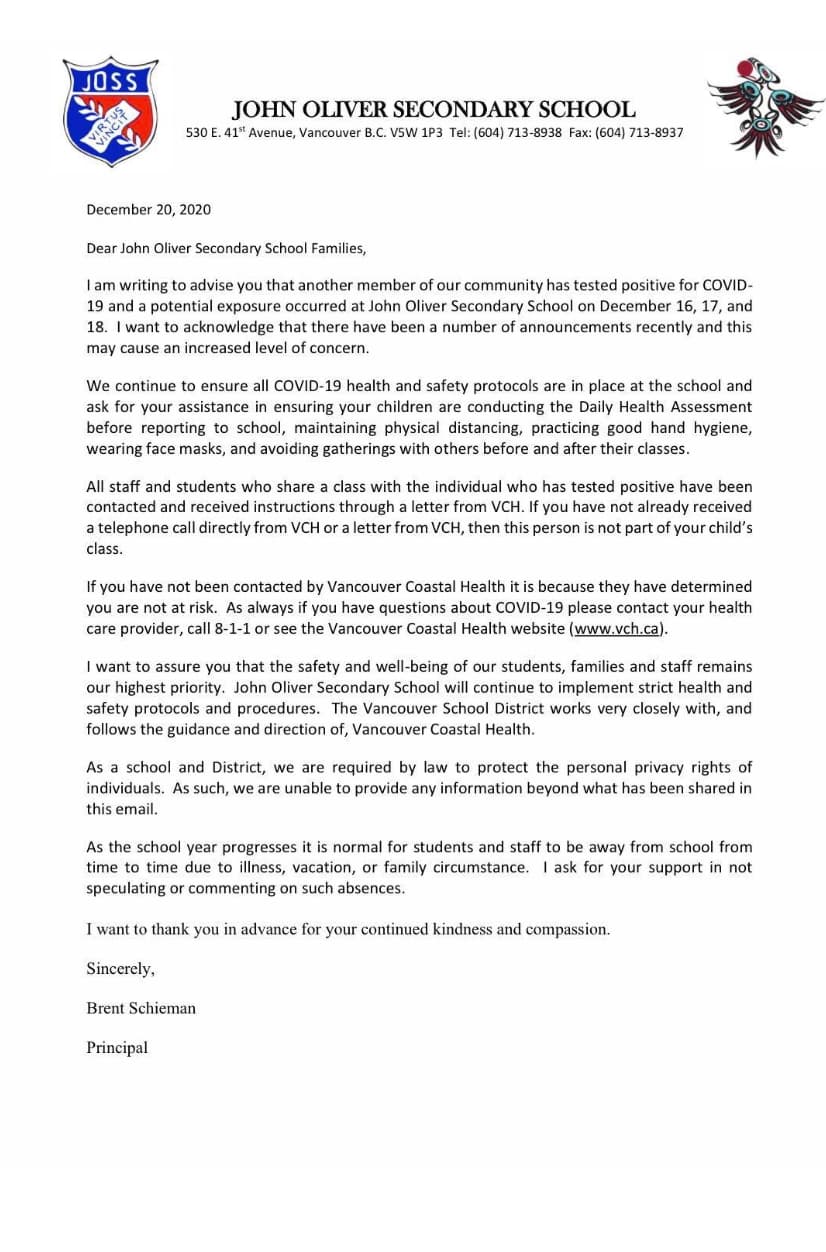 JOSS
VIRTUS
VINCIT
JOHN OLIVER SECONDARY SCHOOL
530 E. 41st Avenue, Vancouver B.C. V5W 1P3 Tel: (604) 713-8938 Fax: (604) 713-8937
December 20, 2020
Dear John Oliver Secondary School Families,
I am writing to advise you that another member of our community has tested positive for COVID-
19 and a potential exposure occurred at John Oliver Secondary School on December 16, 17, and
18. I want to acknowledge that there have been a number of announcements recently and this
may cause an increased level of concern.
We continue to ensure all COVID-19 health and safety protocols are in place at the school and
ask for your assistance in ensuring your children are conducting the Daily Health Assessment
before reporting to school, maintaining physical distancing, practicing good hand hygiene,
wearing face masks, and avoiding gatherings with others before and after their classes.
All staff and students who share a class with the individual who has tested positive have been
contacted and received instructions through a letter from VCH. If you have not already received
a telephone call directly from VCH or a letter from VCH, then this person is not part of your child's
class.
If you have not been contacted by Vancouver Coastal Health it is because they have determined
you are not at risk. As always if you have questions about COVID-19 please contact your health
care provider, call 8-1-1 or see the Vancouver Coastal Health website (www.vch.ca).
I want to assure you that the safety and well-being of our students, families and staff remains
our highest priority. John Oliver Secondary School will continue to implement strict health and
safety protocols and procedures. The Vancouver School District works very closely with, and
follows the guidance and direction of, Vancouver Coastal Health.
As a school and District, we are required by law to protect the personal privacy rights of
individuals. As such, we are unable to provide any information beyond what has been shared in
this email.
As the school year progresses it is normal for students and staff to be away from school from
time to time due to illness, vacation, or family circumstance. I ask for your support in not
speculating or commenting on such absences.
I want to thank you in advance for your continued kindness and compassion.
Sincerely,
Brent Schieman
Principal